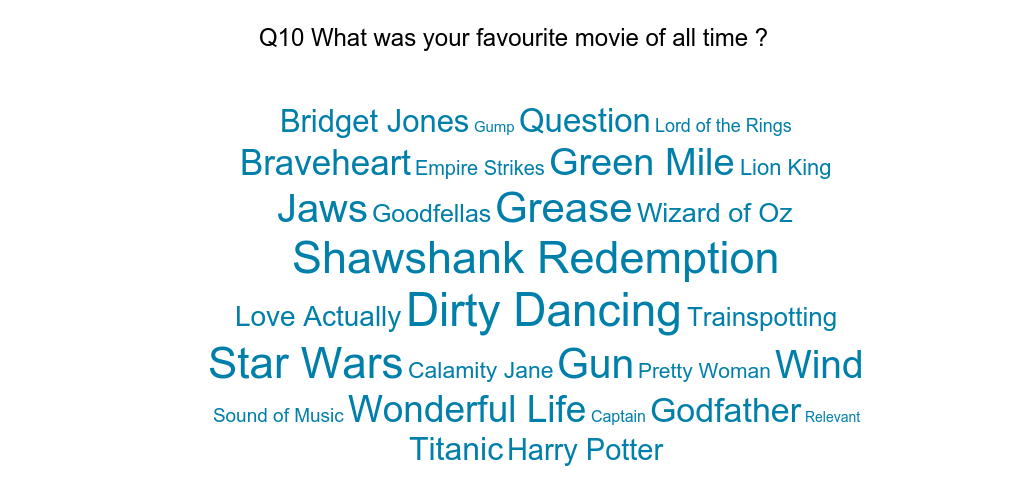 Q10 What was your favourite movie of all time ?
Bridget Jones Gump Question Lord of the Rings
Braveheart Empire Strikes Green Mile Lion King
Jaws Goodfellas Grease Wizard of Oz
Shawshank Redemption
Love Actually Dirty Dancing Trainspotting
Star Wars Calamity Jane Gun Pretty Woman Wind
Sound of Music Wonderful Life Captain Godfather Relevant
Titanic Harry Potter